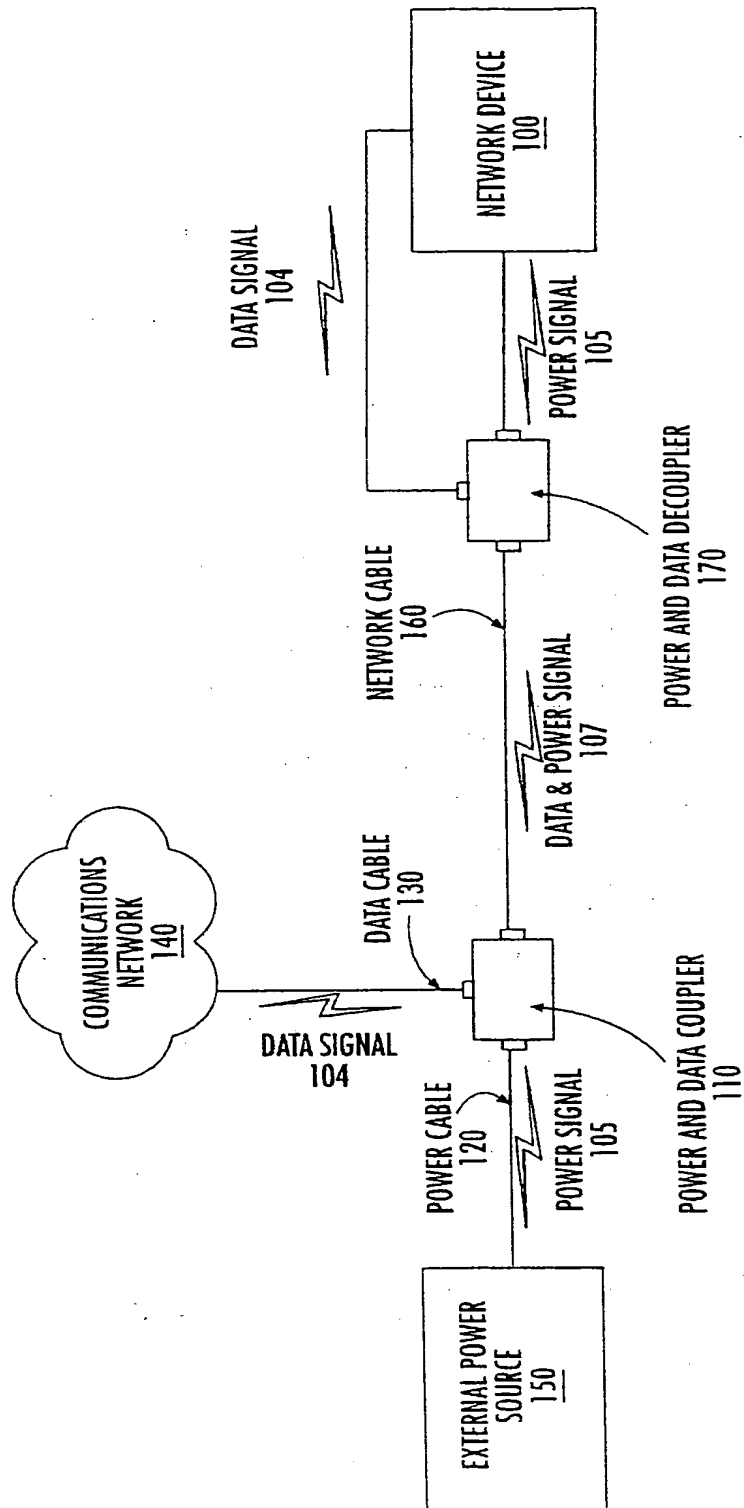 EXTERNAL POWER
SOURCE
150
POWER CABLE
120
POWER SIGNAL
105
POWER AND DATA COUPLER
110
COMMUNICATIONS
NETWORK
140
DATA SIGNAL
104
DATA CABLE
130
NETWORK CABLE
160
DATA & POWER SIGNAL
107
POWER AND DATA DECOUPLER
170
DATA SIGNAL
104
POWER SIGNAL
105
NETWORK DEVICE
100